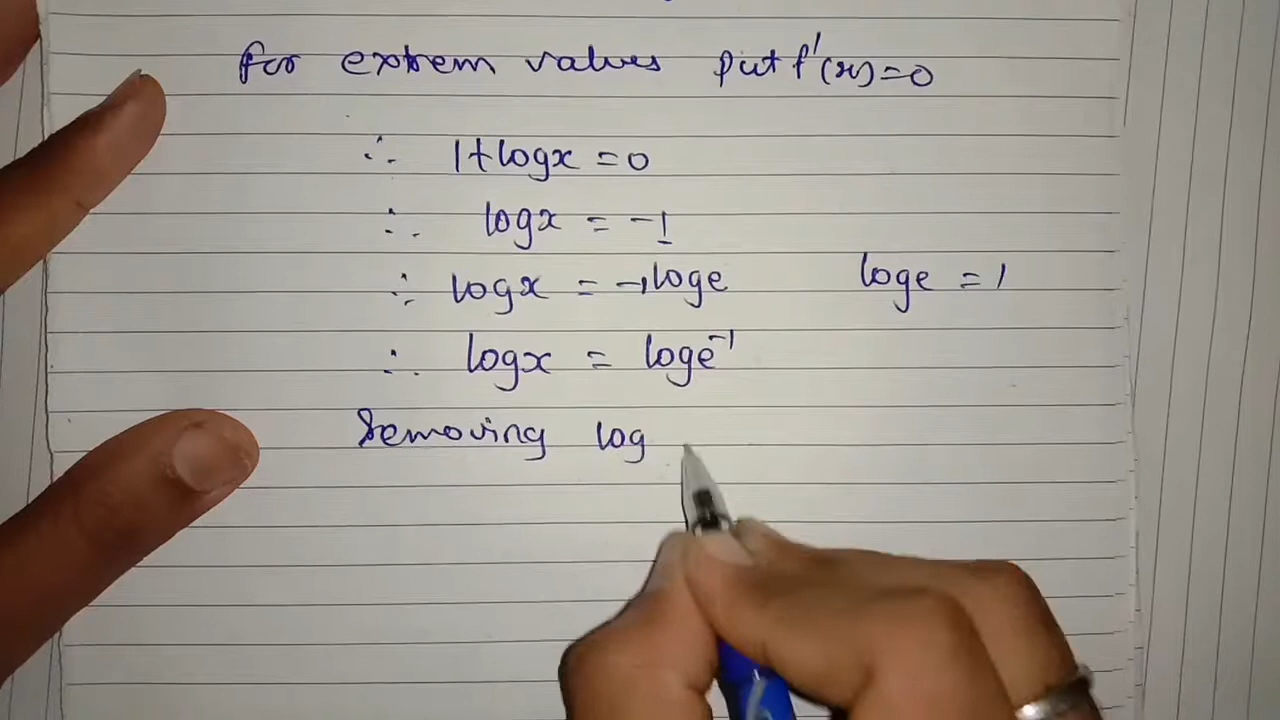 for extrem values put f'(x)=0
∴ 1+logx = 0
∴ logx = -1
∴ logx = -1loge loge = 1
∴ logx = loge⁻¹
Removing log